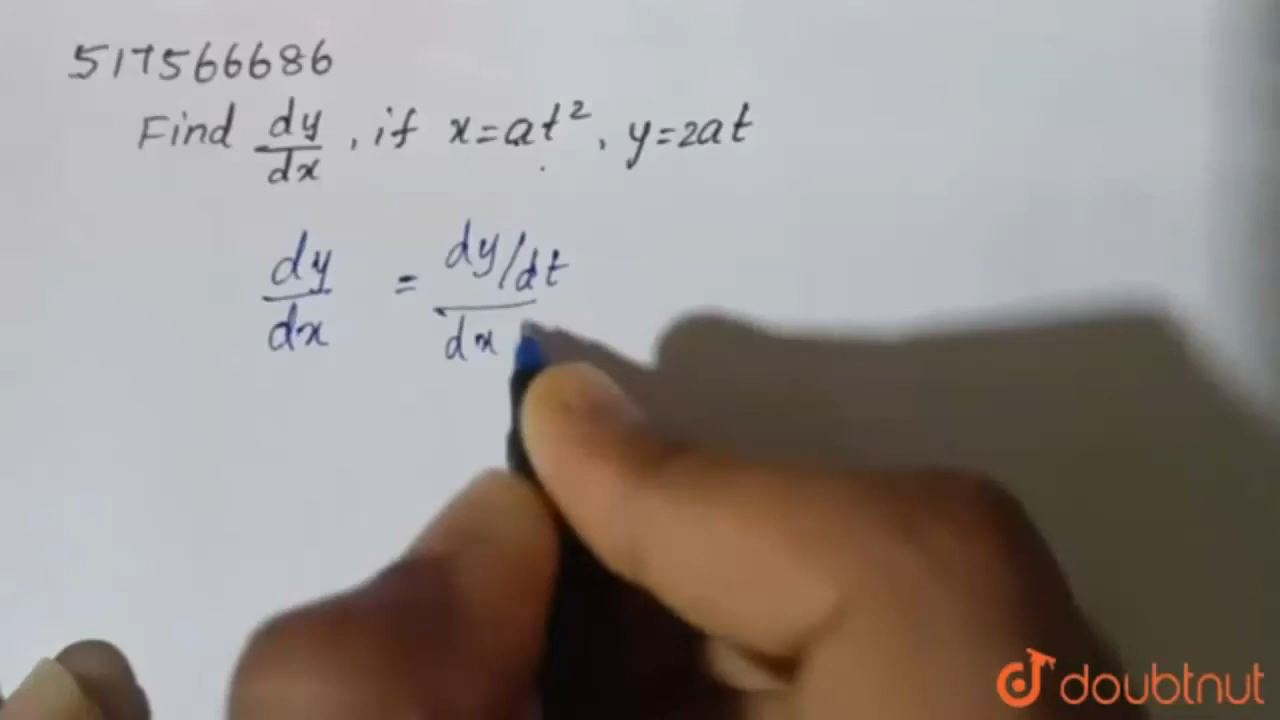 517566686
Find dy/dx, if x=at², y=2at
dy/dx = dy/dt / dx
doubtnut